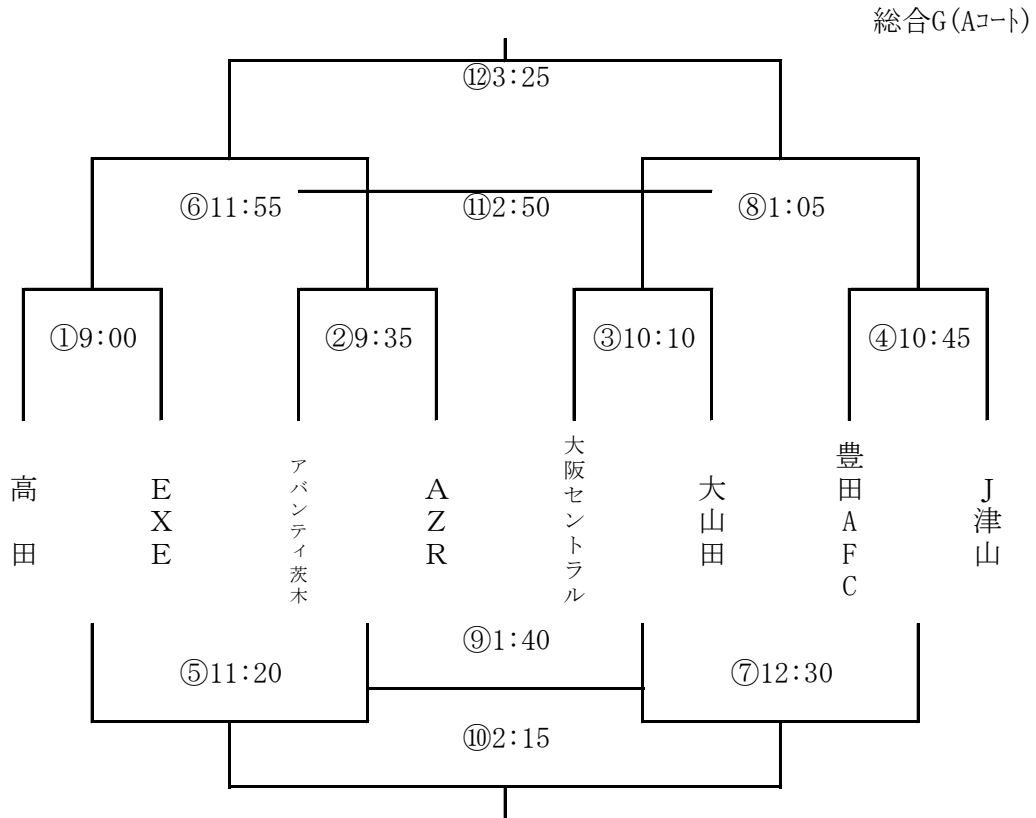 総合G(Aコート)
⑫3:25
⑥11:55
⑪2:50
⑧1:05
①9:00
②9:35
③10:10
④10:45
高田
EXE
アバンティ茨木
AZR
大阪セントラル
大山田
豊田AFC
J津山
⑨1:40
⑤11:20
⑦12:30
⑩2:15